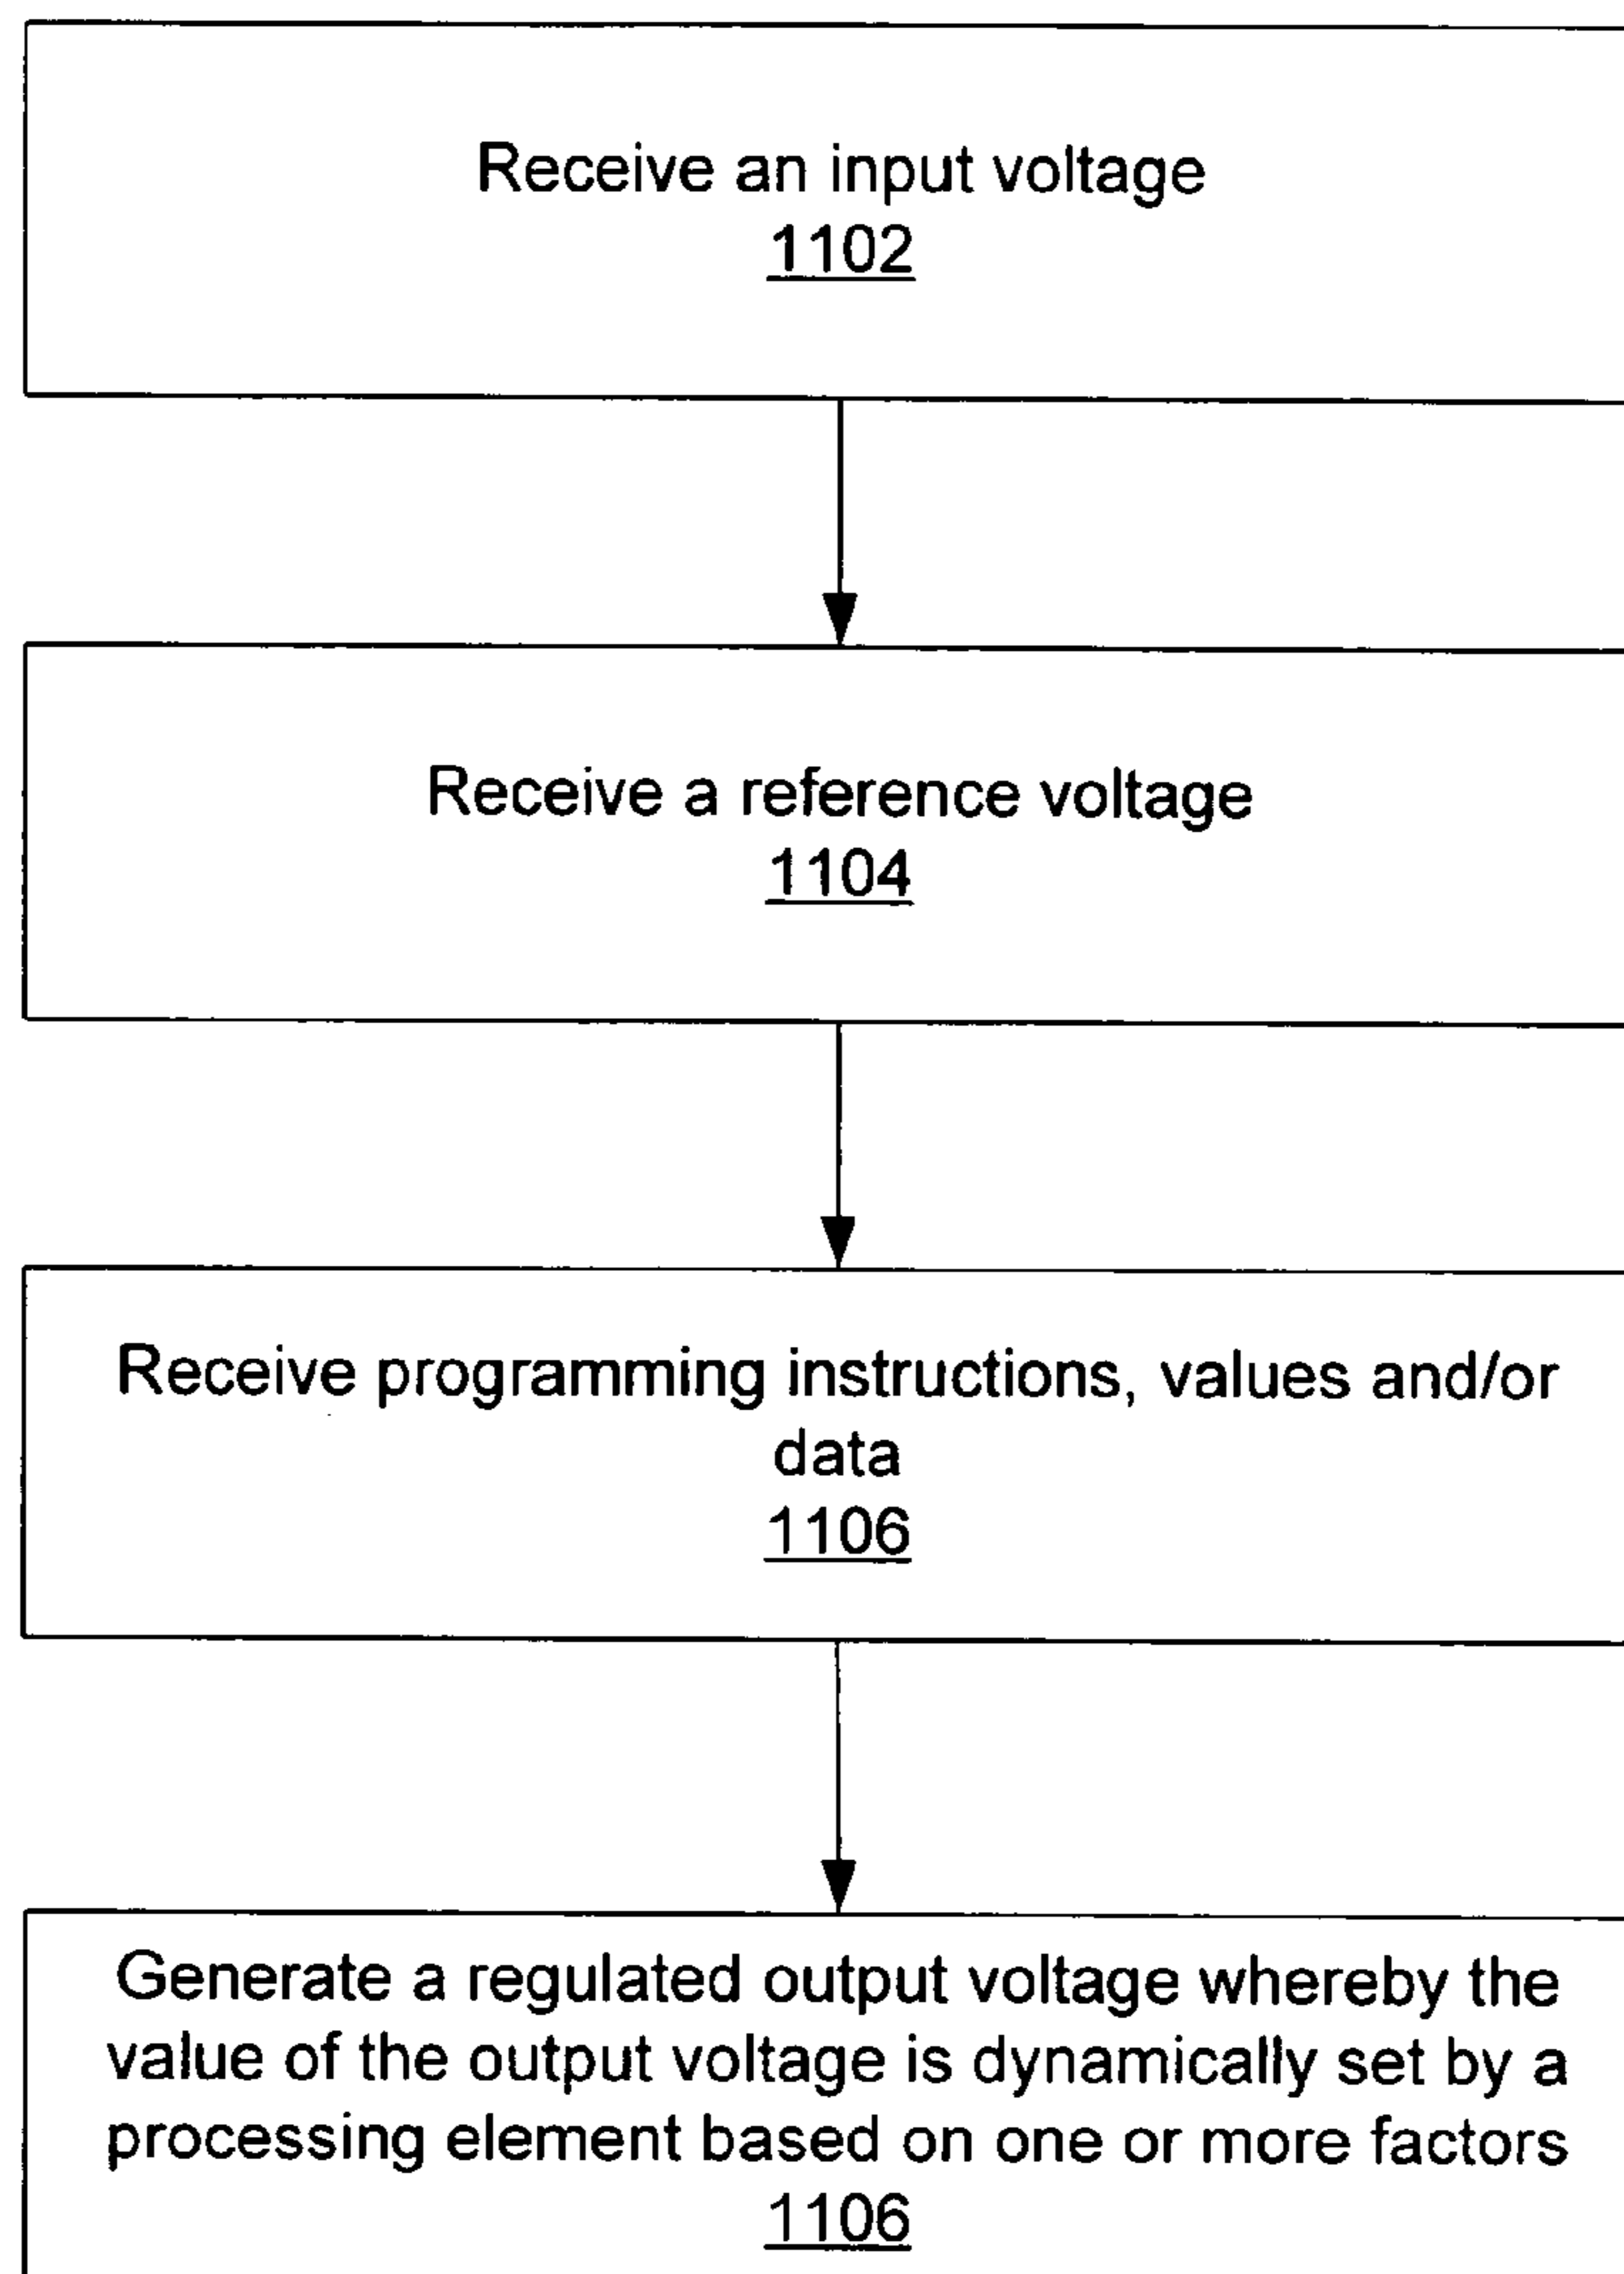 Receive an input voltage
1102
Receive a reference voltage
1104
Receive programming instructions, values and/or
data
1106
Generate a regulated output voltage whereby the
value of the output voltage is dynamically set by a
processing element based on one or more factors
1106